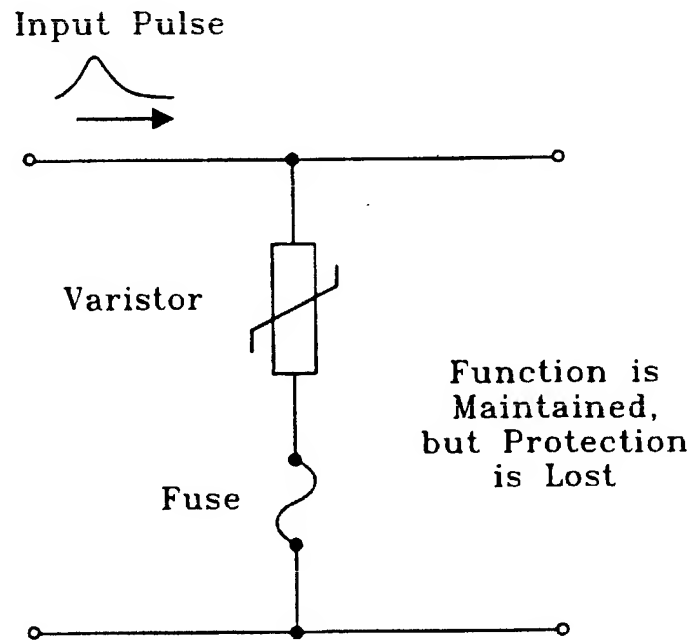 Input Pulse
Varistor
Function is
Maintained,
but Protection
is Lost
Fuse